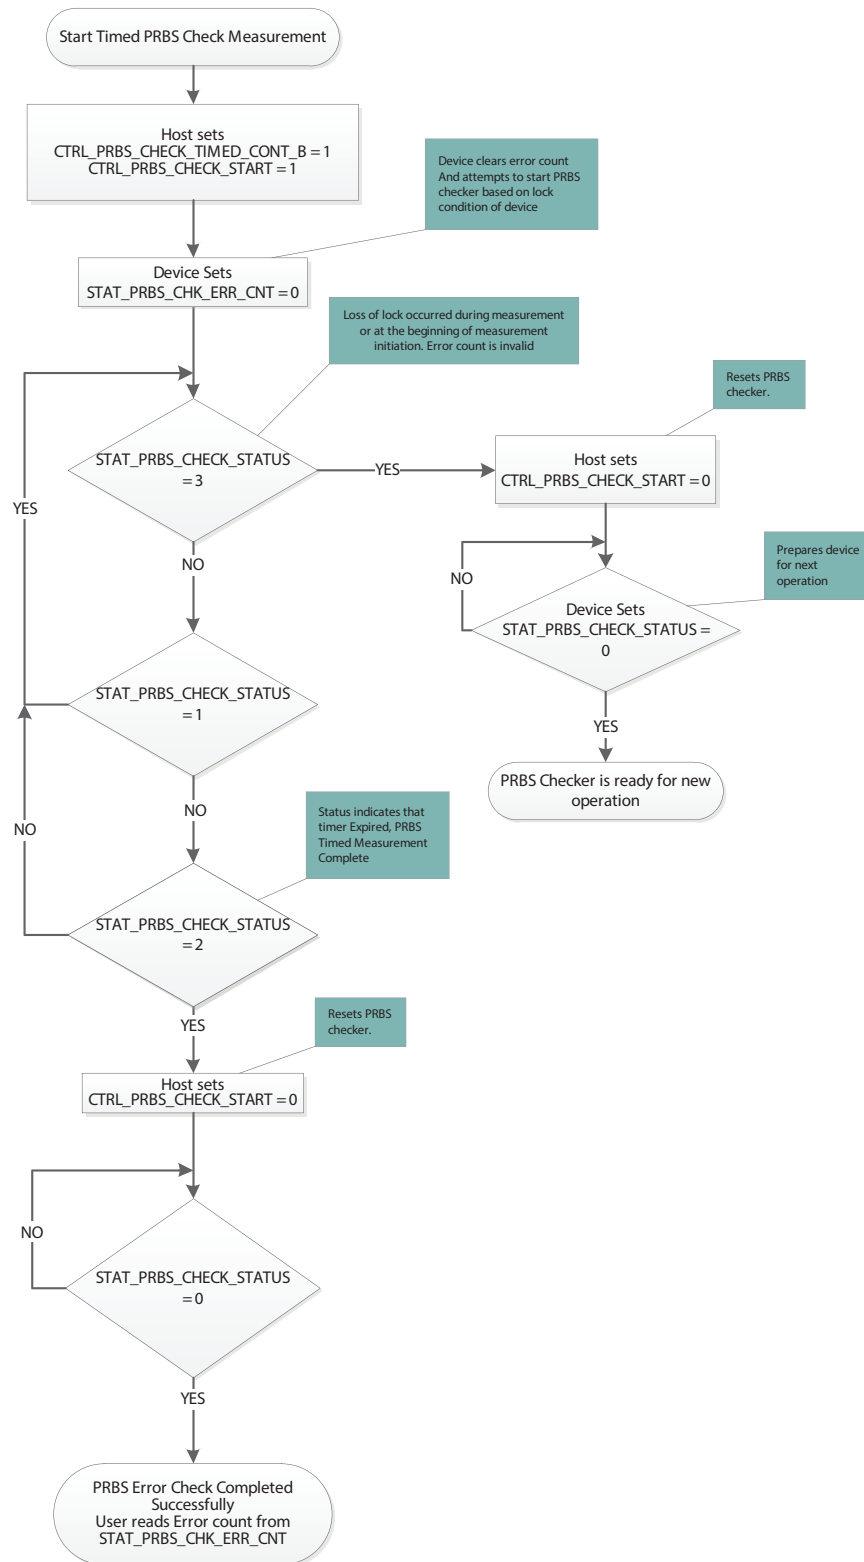 Start Timed PRBS Check Measurement
Host sets
CTRL_PRBS_CHECK_TIMED_CONT_B = 1
CTRL_PRBS_CHECK_START = 1
Device clears error count
And attempts to start PRBS
checker based on lock
condition of device
Device Sets
STAT_PRBS_CHK_ERR_CNT = 0
Loss of lock occurred during measurement
or at the beginning of measurement
initiation. Error count is invalid
Resets PRBS
checker.
STAT_PRBS_CHECK_STATUS
= 3
YES
Host sets
CTRL_PRBS_CHECK_START = 0
YES
NO
Prepares device
for next
operation
NO
Device Sets
STAT_PRBS_CHECK_STATUS =
0
STAT_PRBS_CHECK_STATUS
= 1
YES
PRBS Checker is ready for new
operation
NO
NO
Status indicates that
timer Expired, PRBS
Timed Measurement
Complete
STAT_PRBS_CHECK_STATUS
= 2
YES
Resets PRBS
checker.
Host sets
CTRL_PRBS_CHECK_START = 0
NO
STAT_PRBS_CHECK_STATUS
= 0
YES
PRBS Error Check Completed
Successfully
User reads Error count from
STAT_PRBS_CHK_ERR_CNT